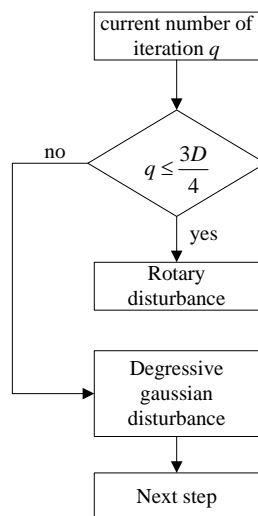 current number of
iteration q
no
q ≤ 3D/4
yes
Rotary
disturbance
Degressive
gaussian
disturbance
Next step